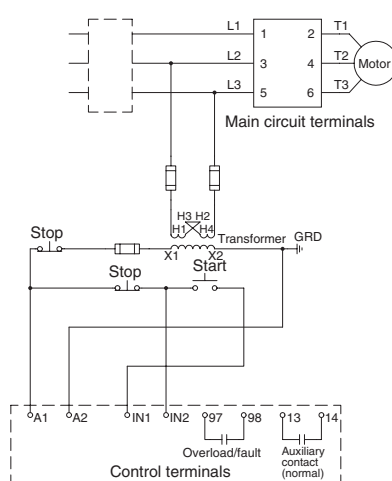 L1 1 2 T1
L2 3 4 T2 Motor
L3 5 6 T3
Main circuit terminals
H3 H2
H1 H4
Stop Transformer GRD
X1 X2
Stop Start
A1 A2 IN1 IN2 97 98 13 14
Overload/fault Auxiliary
contact
(normal)
Control terminals